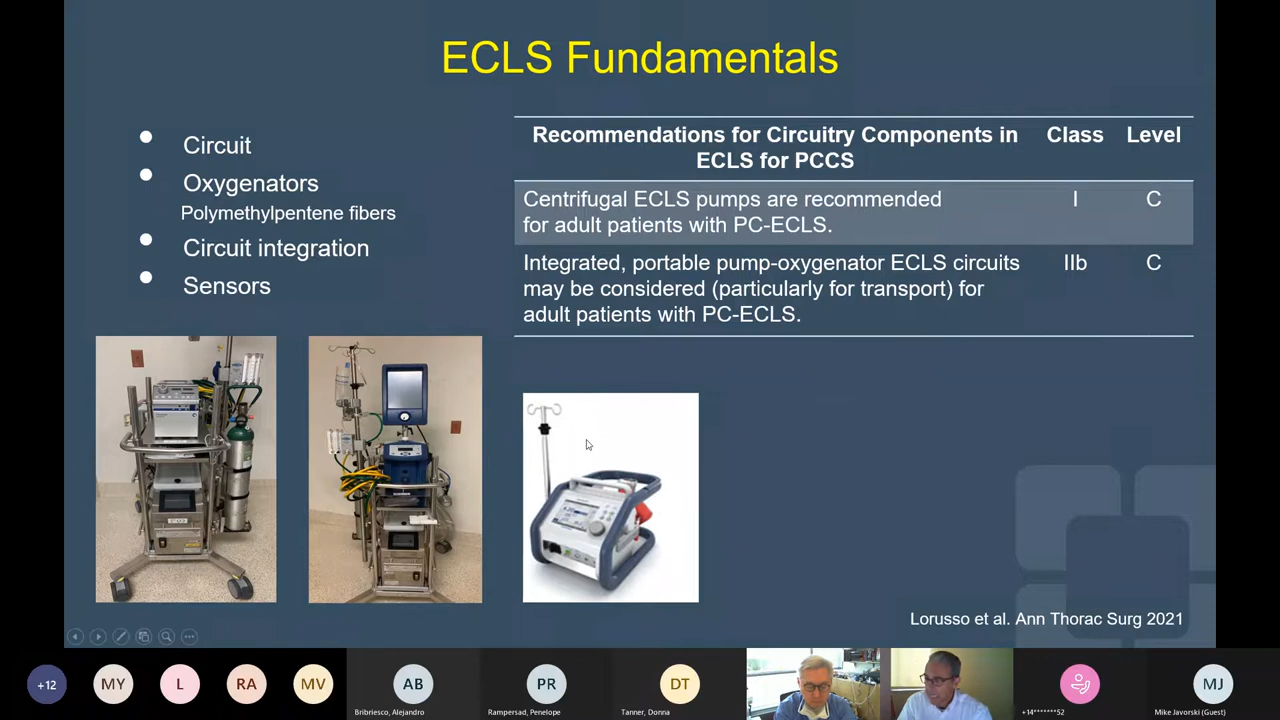 ECLS Fundamentals
Circuit
Oxygenators
Polymethylpentene fibers
Circuit integration
Sensors
Recommendations for Circuitry Components in
ECLS for PCCS
Class
Level
Centrifugal ECLS pumps are recommended
for adult patients with PC-ECLS.
I
C
Integrated, portable pump-oxygenator ECLS circuits
may be considered (particularly for transport) for
adult patients with PC-ECLS.
IIb
C
Lorusso et al. Ann Thorac Surg 2021
+12
MY
L
RA
MV
AB
Bribriesco, Alejandro
PR
Rampersad, Penelope
DT
Tanner, Donna
+14*******52
MJ
Mike Javorski (Guest)